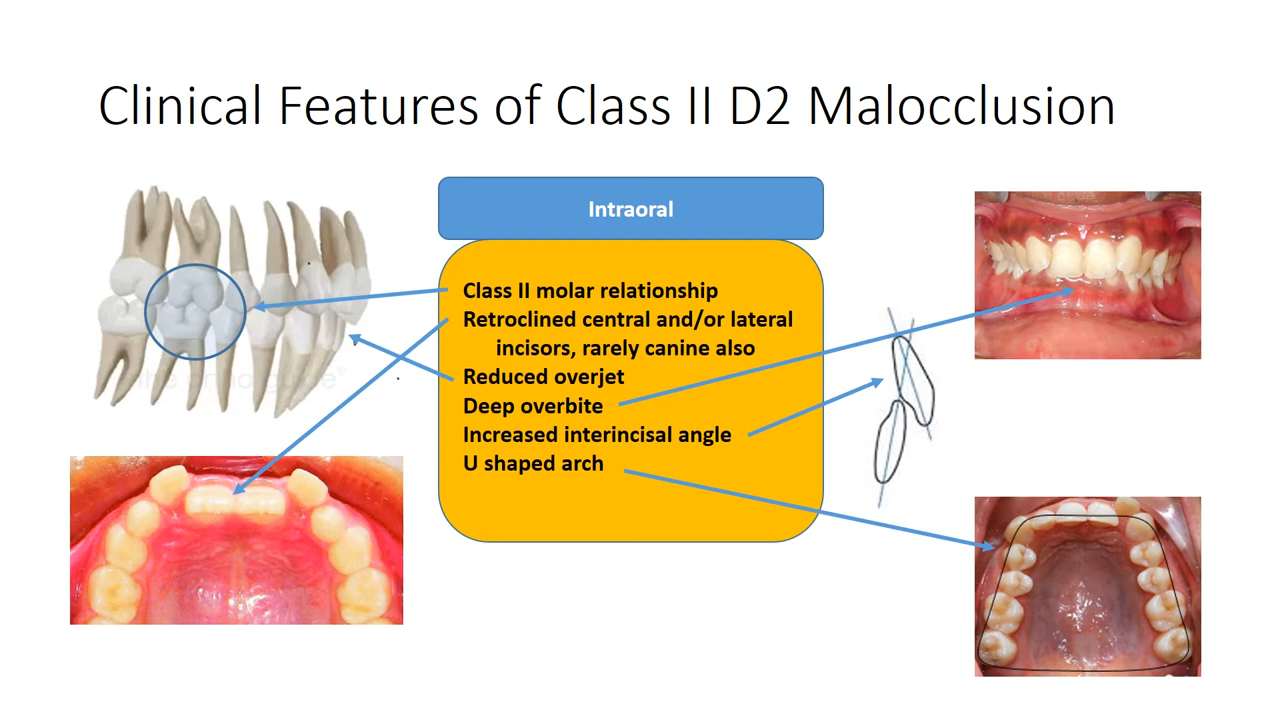 Clinical Features of Class II D2 Malocclusion
Intraoral
Class II molar relationship
Retroclined central and/or lateral
incisors, rarely canine also
Reduced overjet
Deep overbite
Increased interincisal angle
U shaped arch